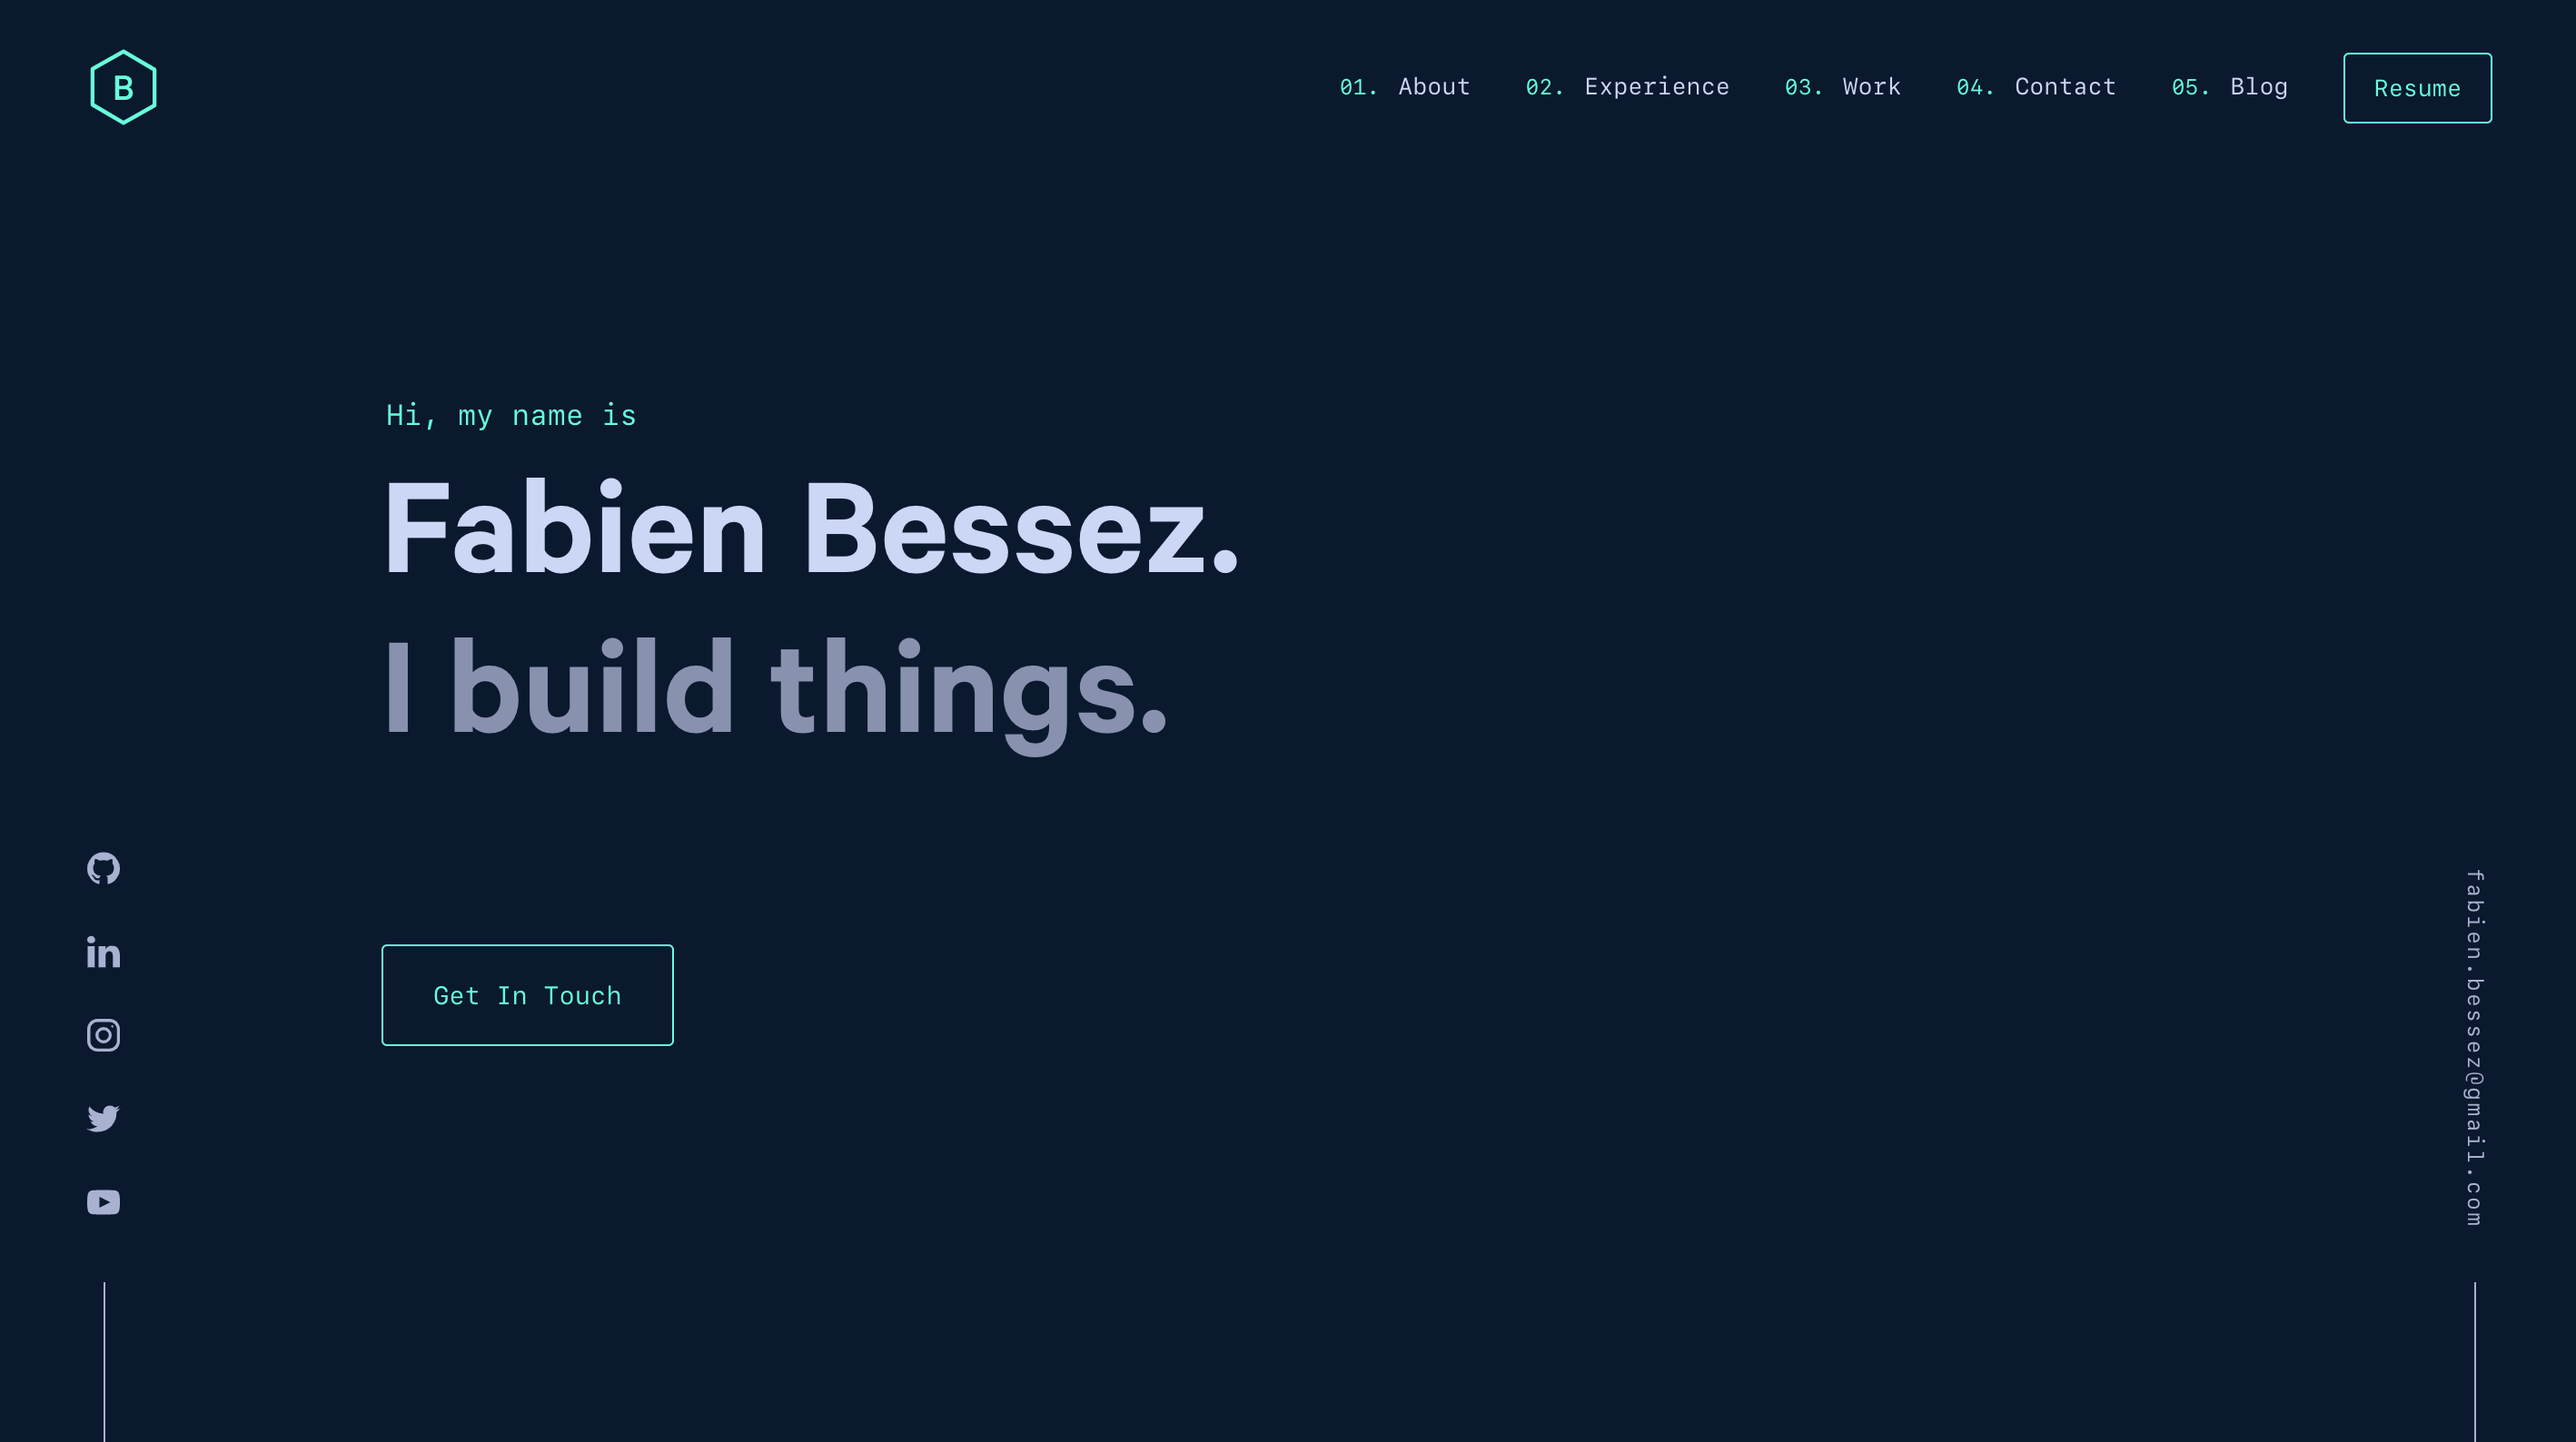 B
01. About 02. Experience 03. Work 04. Contact 05. Blog Resume
Hi, my name is
Fabien Bessez.
I build things.
in
Get In Touch
fabien.bessez@gmail.com